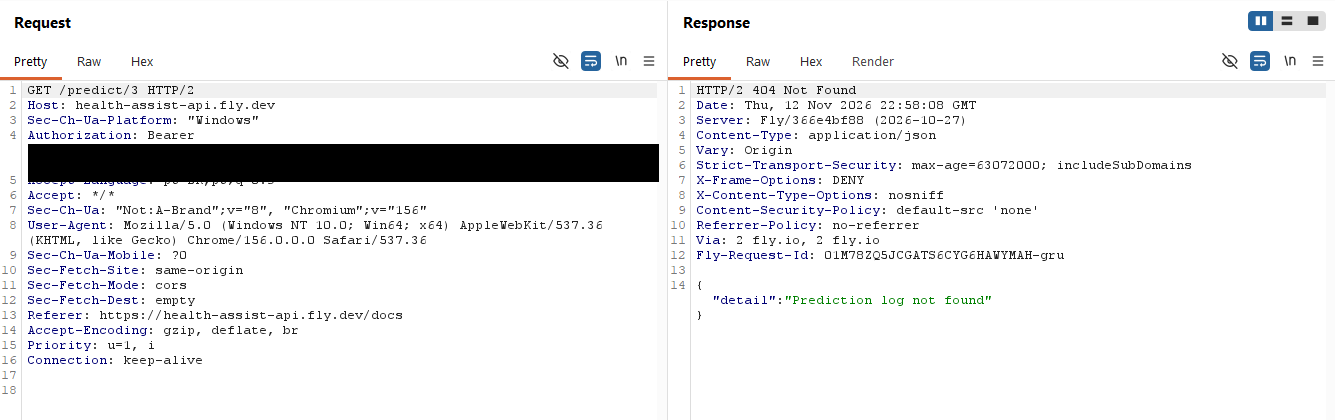 Request
Pretty Raw Hex
\n
1 GET /predict/3 HTTP/2
2 Host: health-assist-api.fly.dev
3 Sec-Ch-Ua-Platform: "Windows"
4 Authorization: Bearer
5
6 Accept: */*
7 Sec-Ch-Ua: "Not:A-Brand";v="8", "Chromium";v="156"
8 User-Agent: Mozilla/5.0 (Windows NT 10.0; Win64; x64) AppleWebKit/537.36
(KHTML, like Gecko) Chrome/156.0.0.0 Safari/537.36
9 Sec-Ch-Ua-Mobile: ?0
10 Sec-Fetch-Site: same-origin
11 Sec-Fetch-Mode: cors
12 Sec-Fetch-Dest: empty
13 Referer: https://health-assist-api.fly.dev/docs
14 Accept-Encoding: gzip, deflate, br
15 Priority: u=1, i
16 Connection: keep-alive
17
18
Response
Pretty Raw Hex Render
\n
1 HTTP/2 404 Not Found
2 Date: Thu, 12 Nov 2026 22:58:08 GMT
3 Server: Fly/366e4bf88 (2026-10-27)
4 Content-Type: application/json
5 Vary: Origin
6 Strict-Transport-Security: max-age=63072000; includeSubDomains
7 X-Frame-Options: DENY
8 X-Content-Type-Options: nosniff
9 Content-Security-Policy: default-src 'none'
10 Referrer-Policy: no-referrer
11 Via: 2 fly.io, 2 fly.io
12 Fly-Request-Id: 01M78ZQ5JCGATS6CYG6HAWYMAH-gru
13
14 {
"detail":"Prediction log not found"
}